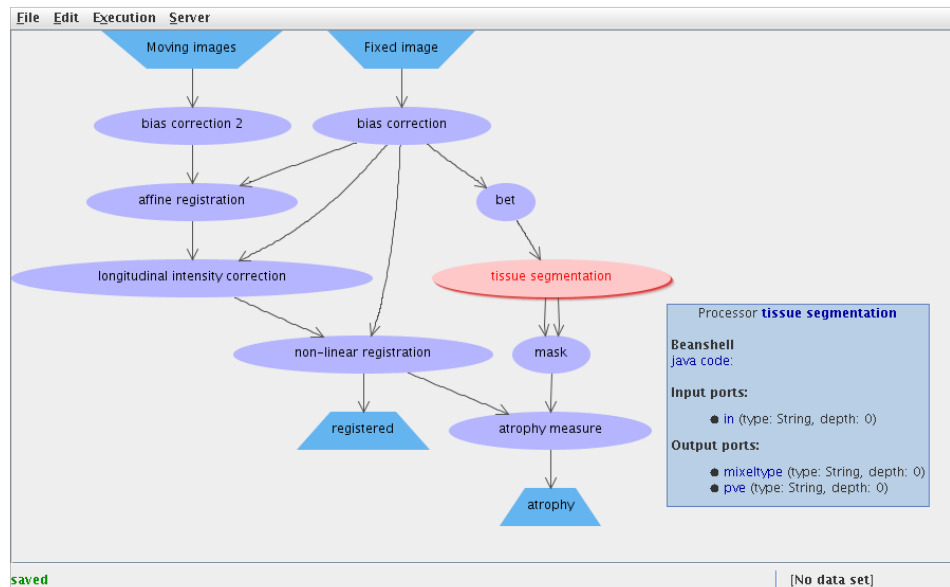 File Edit Execution Server
Moving images
Fixed image
bias correction 2
bias correction
affine registration
bet
longitudinal intensity correction
tissue segmentation
Processor tissue segmentation
Beanshell
java code:
Input ports:
in (type: String, depth: 0)
Output ports:
mixeltype (type: String, depth: 0)
pve (type: String, depth: 0)
non-linear registration
mask
registered
atrophy measure
atrophy
saved
[No data set]